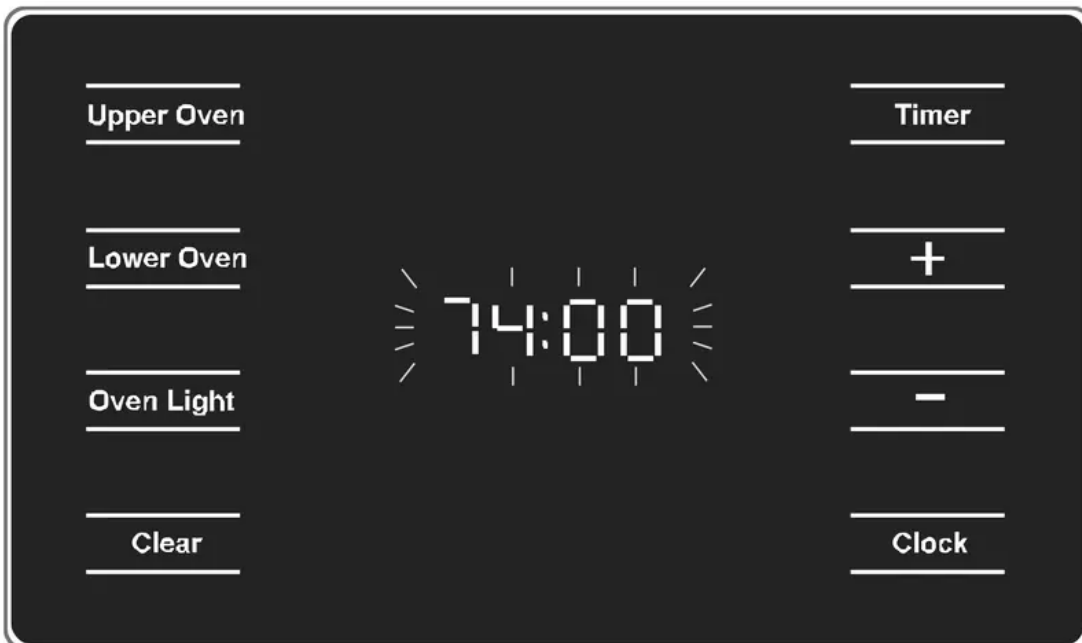 Upper Oven
Timer
Lower Oven
+
74:00
Oven Light
-
Clear
Clock